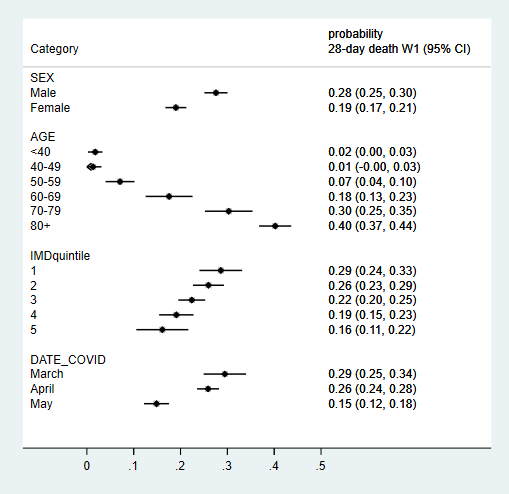 probability
Category 28-day death W1 (95% CI)
SEX
Male 0.28 (0.25, 0.30)
Female 0.19 (0.17, 0.21)
AGE
<40 0.02 (0.00, 0.03)
40-49 0.01 (-0.00, 0.03)
50-59 0.07 (0.04, 0.10)
60-69 0.18 (0.13, 0.23)
70-79 0.30 (0.25, 0.35)
80+ 0.40 (0.37, 0.44)
IMDquintile
1 0.29 (0.24, 0.33)
2 0.26 (0.23, 0.29)
3 0.22 (0.20, 0.25)
4 0.19 (0.15, 0.23)
5 0.16 (0.11, 0.22)
DATE_COVID
March 0.29 (0.25, 0.34)
April 0.26 (0.24, 0.28)
May 0.15 (0.12, 0.18)
0 .1 .2 .3 .4 .5